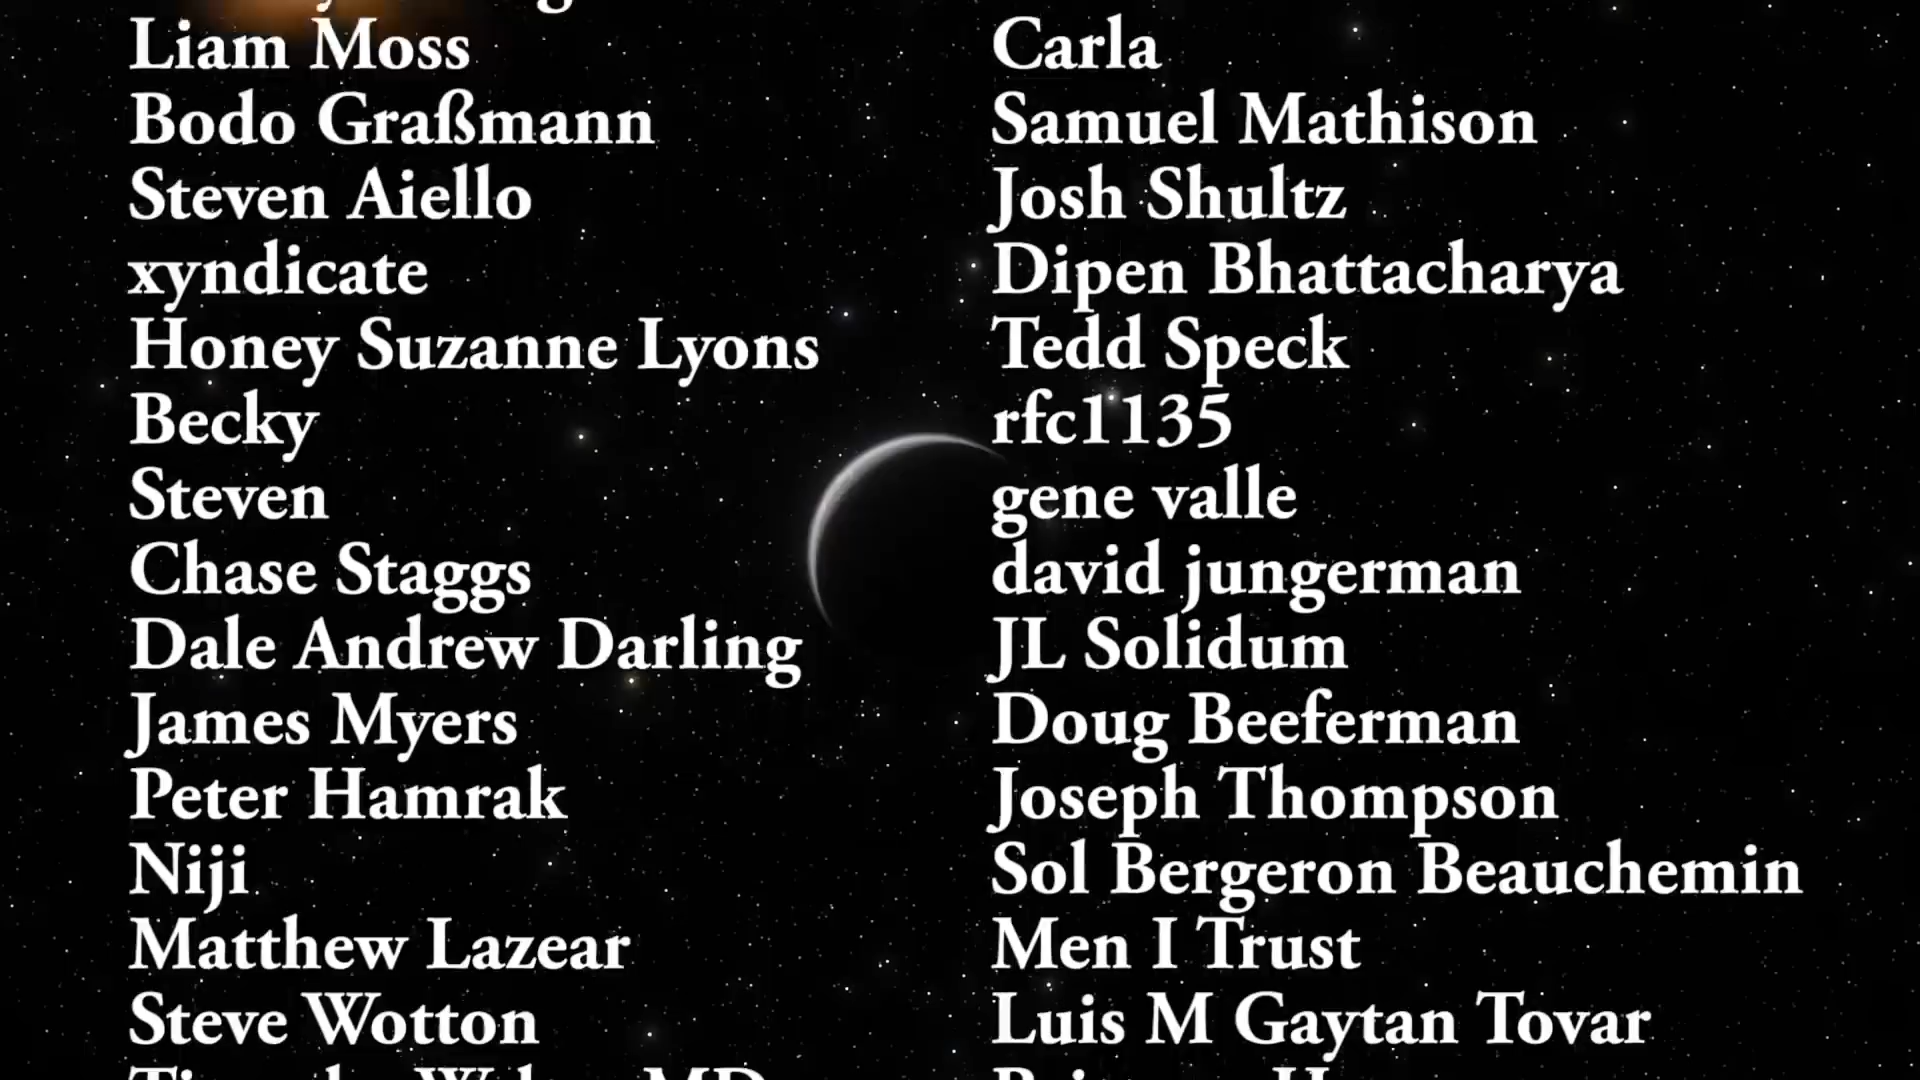 Liam Moss
Bodo Graßmann
Steven Aiello
xyndicate
Honey Suzanne Lyons
Becky
Steven
Chase Staggs
Dale Andrew Darling
James Myers
Peter Hamrak
Niji
Matthew Lazear
Steve Wotton
Carla
Samuel Mathison
Josh Shultz
Dipen Bhattacharya
Tedd Speck
rfc1135
gene valle
david jungerman
JL Solidum
Doug Beeferman
Joseph Thompson
Sol Bergeron Beauchemin
Men I Trust
Luis M Gaytan Tovar